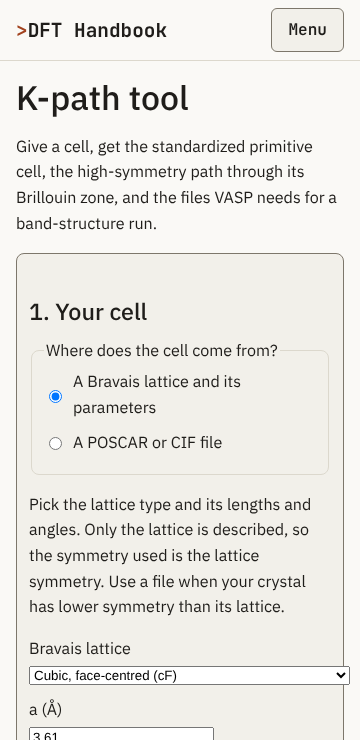 >DFT Handbook
Menu
K-path tool
Give a cell, get the standardized primitive
cell, the high-symmetry path through its
Brillouin zone, and the files VASP needs for a
band-structure run.
1. Your cell
Where does the cell come from?
A Bravais lattice and its
parameters
A POSCAR or CIF file
Pick the lattice type and its lengths and
angles. Only the lattice is described, so
the symmetry used is the lattice
symmetry. Use a file when your crystal
has lower symmetry than its lattice.
Bravais lattice
Cubic, face-centred (cF)
a (Å)
3.61